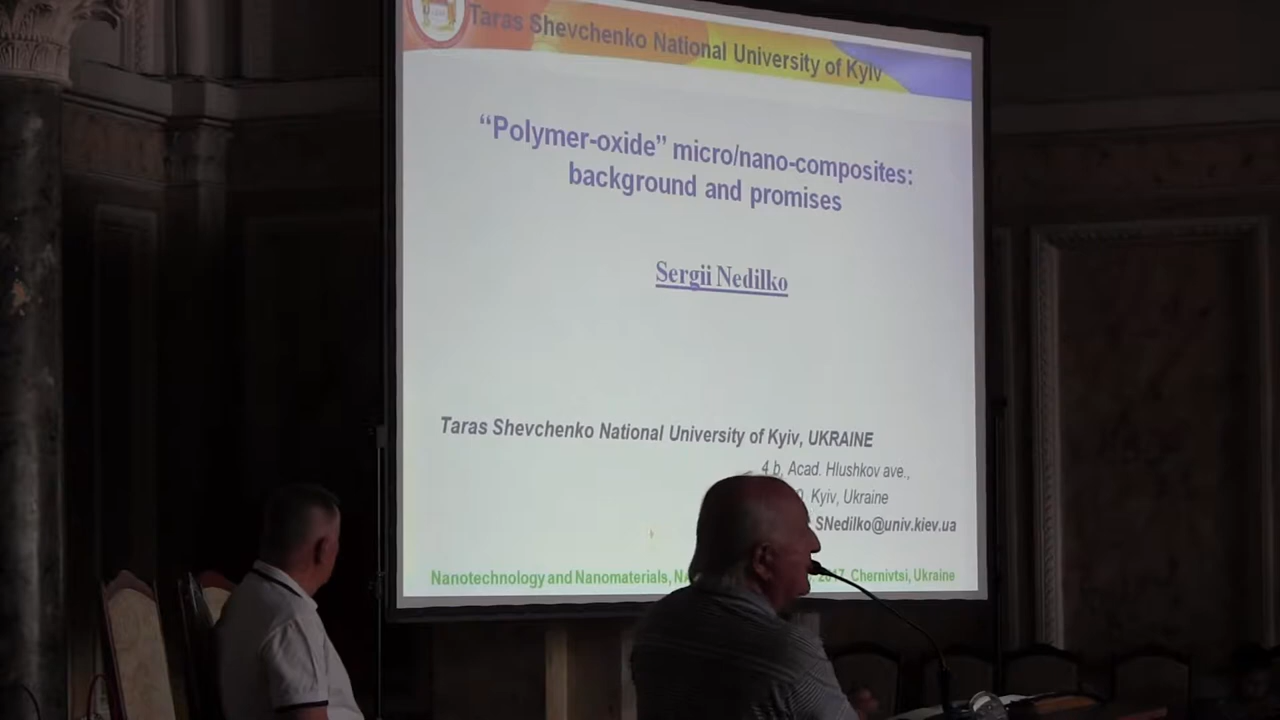 Taras Shevchenko National University of Kyiv
“Polymer-oxide” micro/nano-composites:
background and promises
Sergii Nedilko
Taras Shevchenko National University of Kyiv, UKRAINE
4 b, Acad. Hlushkov ave.,
Kyiv, Ukraine
SNedilko@univ.kiev.ua
Nanotechnology and Nanomaterials, 2017, Chernivtsi, Ukraine